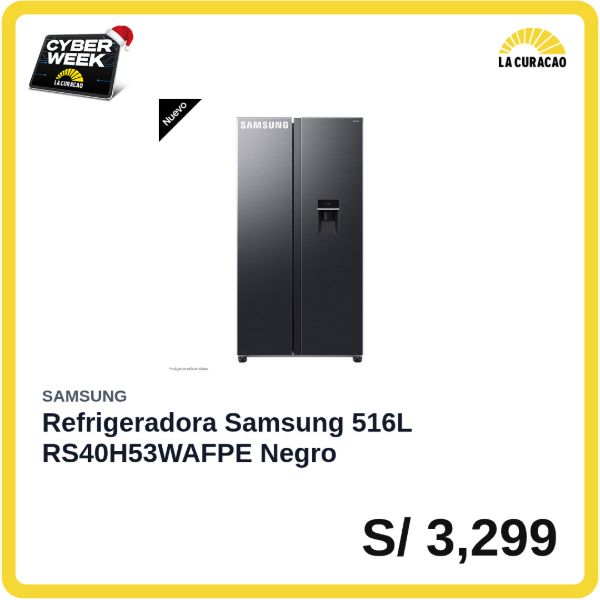 CYBER
WEEK
LA CURACAO
LA CURACAO
Nuevo
SAMSUNG
SAMSUNG
Refrigeradora Samsung 516L
RS40H53WAFPE Negro
S/ 3,299